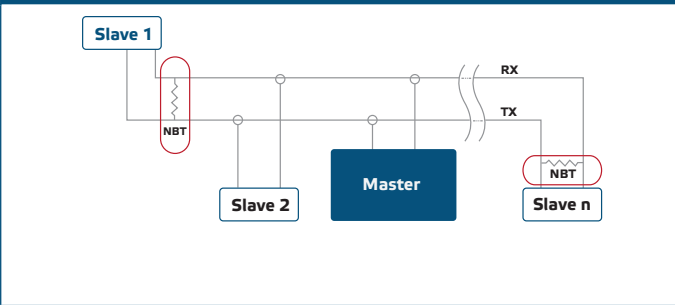 Slave 1
RX
TX
NBT
NBT
Master
Slave 2
Slave n